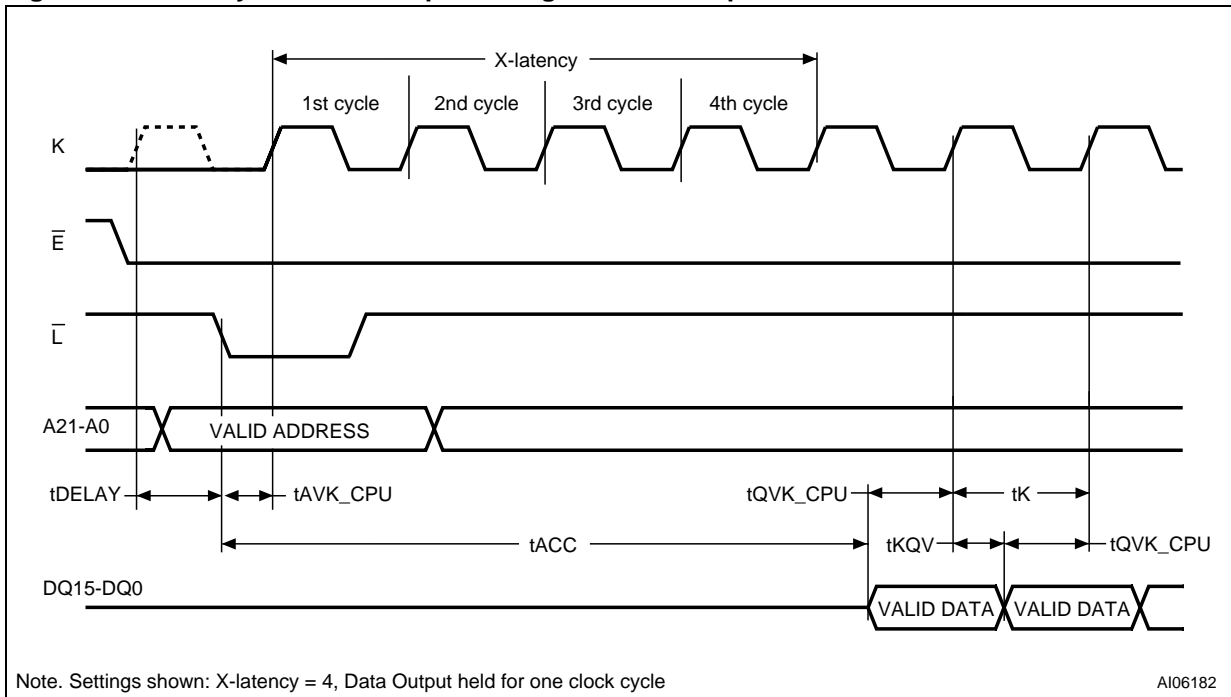 X-latency
1st cycle 2nd cycle 3rd cycle 4th cycle
K
E
L
A21-A0 VALID ADDRESS
tDELAY tAVK_CPU tQVK_CPU tK
tACC tKQV tQVK_CPU
DQ15-DQ0
VALID DATA VALID DATA
Note. Settings shown: X-latency = 4, Data Output held for one clock cycle AI06182